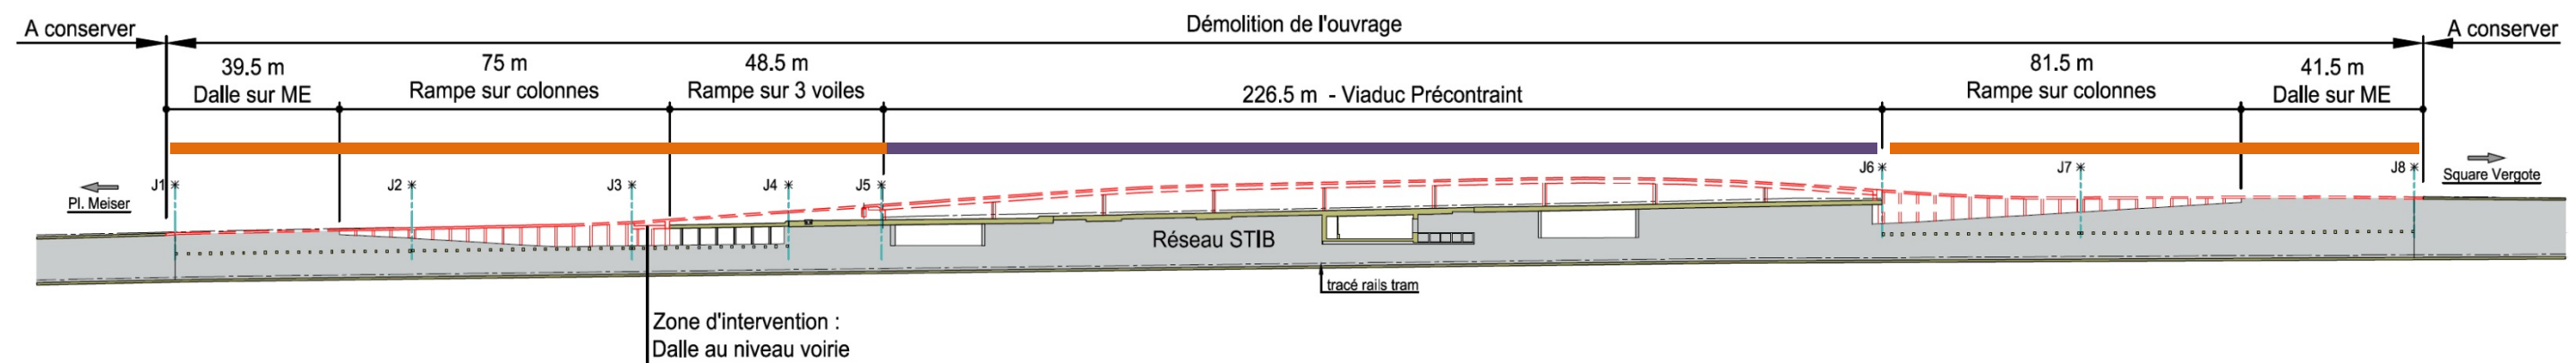 A conserver
Démolition de l'ouvrage
A conserver
39.5 m
Dalle sur ME
75 m
Rampe sur colonnes
48.5 m
Rampe sur 3 voiles
226.5 m - Viaduc Précontraint
81.5 m
Rampe sur colonnes
41.5 m
Dalle sur ME
Pl. Meiser
J1
J2
J3
J4
J5
J6
J7
J8
Square Vergote
Réseau STIB
tracé rails tram
Zone d'intervention :
Dalle au niveau voirie